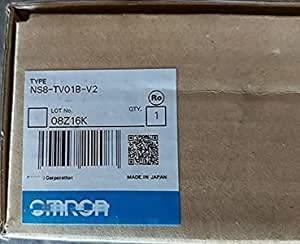 TYPE
NS8-TV01B-V2
LOT No.
QTY.
Ro
08Z16K
1
Corporation
MADE IN JAPAN
OMRON